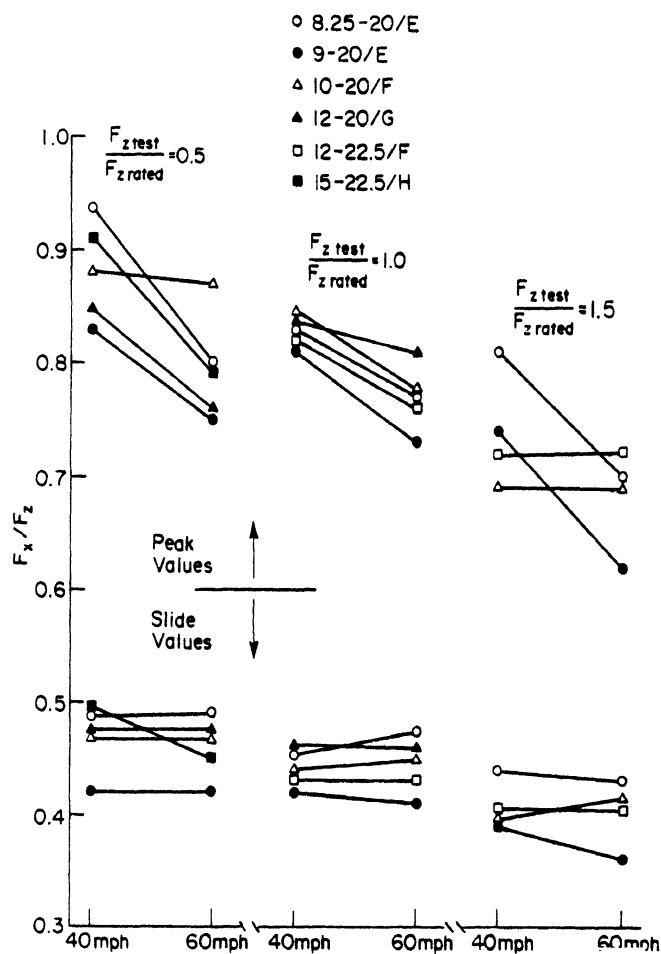 8.25-20/E
9-20/E
10-20/F
12-20/G
12-22.5/F
15-22.5/H
1.0
0.9
0.8
0.7
0.6
0.5
0.4
0.3
Fx/Fz
Fz test
Fz rated
=0.5
Fz test
Fz rated
=1.0
Fz test
Fz rated
=1.5
Peak
Values
Slide
Values
40mph
60mph
40mph
60mph
40mph
60mph